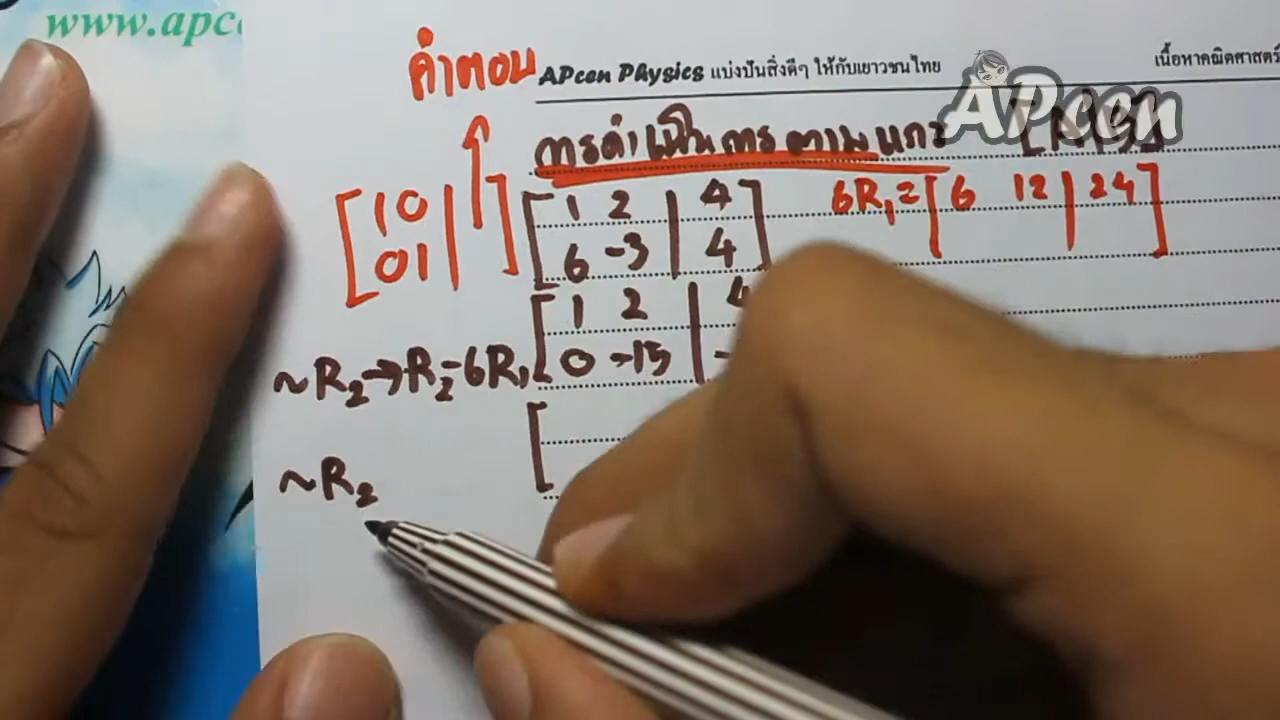 www.apc
คำตอบ
APcen Physics แบ่งปันสิ่งดีๆ ให้กับเยาวชนไทย
เนื้อหาคณิตศาสตร์
APcen
การดำเนินการตามแถว
[ 1 0 | ]
[ 0 1 | ]
[ 1 2 | 4 ]
[ 6 -3 | 4 ]
6R₁ = [ 6 12 | 24 ]
[ 1 2 | 4
~R₂→R₂-6R₁ [ 0 -15 | -
~R₂ [